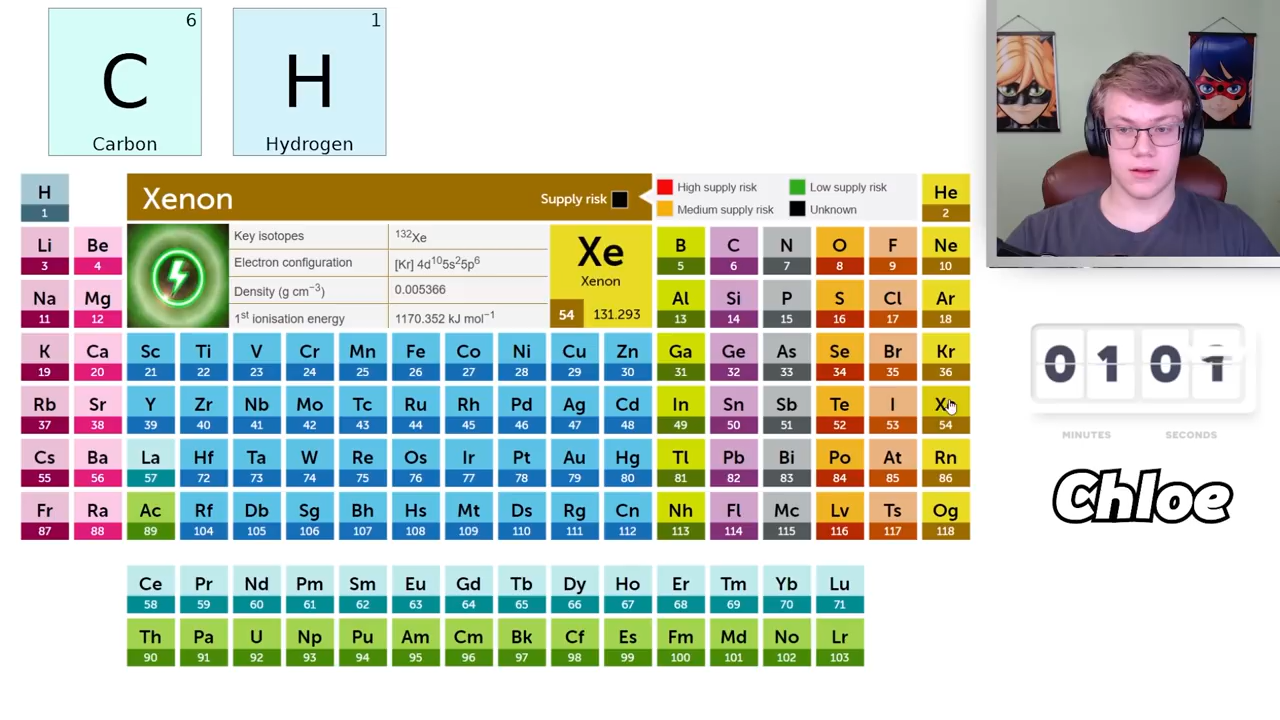 6 1
C H
Carbon Hydrogen
H Xenon Supply risk High supply risk Low supply risk He
1 Medium supply risk Unknown 2
Li Be Key isotopes ¹³²Xe Xe B C N O F Ne
3 4 Electron configuration [Kr] 4d¹⁰5s²5p⁶ Xenon 5 6 7 8 9 10
Na Mg Density (g cm⁻³) 0.005366 Al Si P S Cl Ar
11 12 1ˢᵗ ionisation energy 1170.352 kJ mol⁻¹ 54 131.293 13 14 15 16 17 18
K Ca Sc Ti V Cr Mn Fe Co Ni Cu Zn Ga Ge As Se Br Kr
19 20 21 22 23 24 25 26 27 28 29 30 31 32 33 34 35 36
Rb Sr Y Zr Nb Mo Tc Ru Rh Pd Ag Cd In Sn Sb Te I
37 38 39 40 41 42 43 44 45 46 47 48 49 50 51 52 53 54
Cs Ba La Hf Ta W Re Os Ir Pt Au Hg Tl Pb Bi Po At Rn
55 56 57 72 73 74 75 76 77 78 79 80 81 82 83 84 85 86
Fr Ra Ac Rf Db Sg Bh Hs Mt Ds Rg Cn Nh Fl Mc Lv Ts Og
87 88 89 104 105 106 107 108 109 110 111 112 113 114 115 116 117 118
Ce Pr Nd Pm Sm Eu Gd Tb Dy Ho Er Tm Yb Lu
58 59 60 61 62 63 64 65 66 67 68 69 70 71
Th Pa U Np Pu Am Cm Bk Cf Es Fm Md No Lr
90 91 92 93 94 95 96 97 98 99 100 101 102 103
01 0
MINUTES SECONDS
Chloe